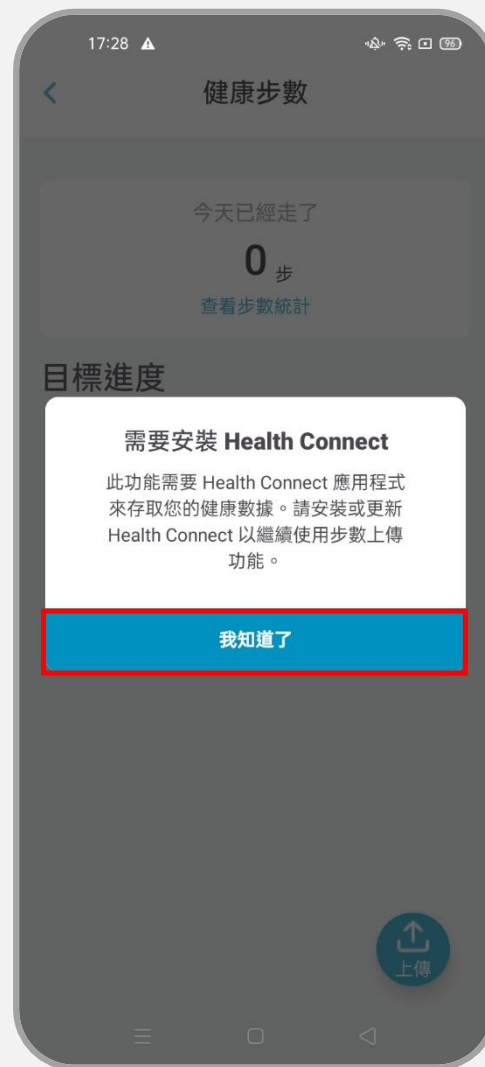 17:28
96
健康步數
今天已經走了
0 步
查看步數統計
目標進度
需要安裝 Health Connect
此功能需要 Health Connect 應用程式
來存取您的健康數據。請安裝或更新
Health Connect 以繼續使用步數上傳
功能。
我知道了
上傳